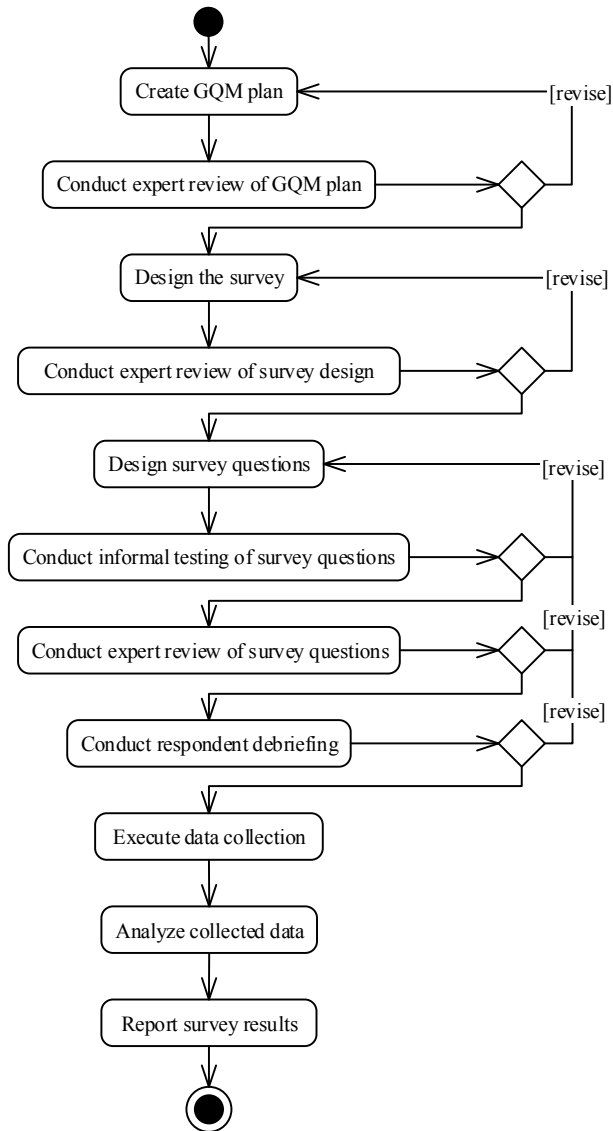 Create GQM plan
[revise]
Conduct expert review of GQM plan
Design the survey
[revise]
Conduct expert review of survey design
Design survey questions
[revise]
Conduct informal testing of survey questions
[revise]
Conduct expert review of survey questions
[revise]
Conduct respondent debriefing
Execute data collection
Analyze collected data
Report survey results